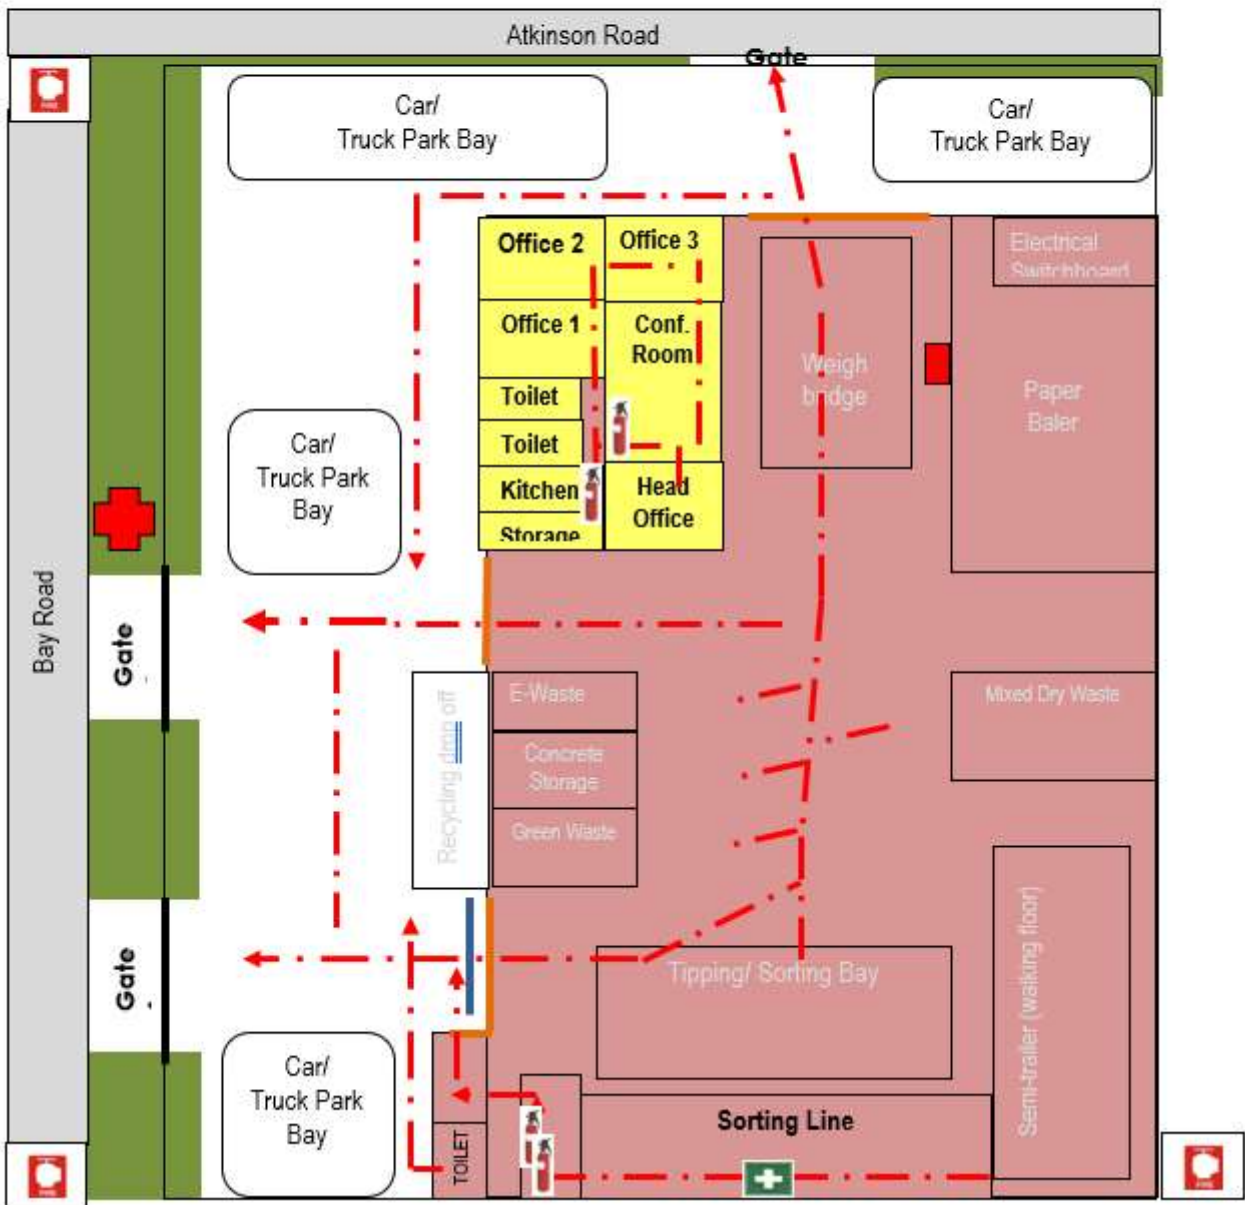 Atkinson Road
Gate
Car/
Truck Park Bay
Car/
Truck Park Bay
Office 2
Office 3
Electrical
Switchboard
Office 1
Conf.
Room
Weigh
bridge
Paper
Baler
Toilet
Toilet
Kitchen
Storage
Head
Office
Car/
Truck Park
Bay
Bay Road
Gate
Recycling drop off
E-Waste
Concrete
Storage
Green Waste
Mixed Dry Waste
Gate
Tipping/ Sorting Bay
Semi-trailer (walking floor)
Car/
Truck Park
Bay
TOILET
Sorting Line